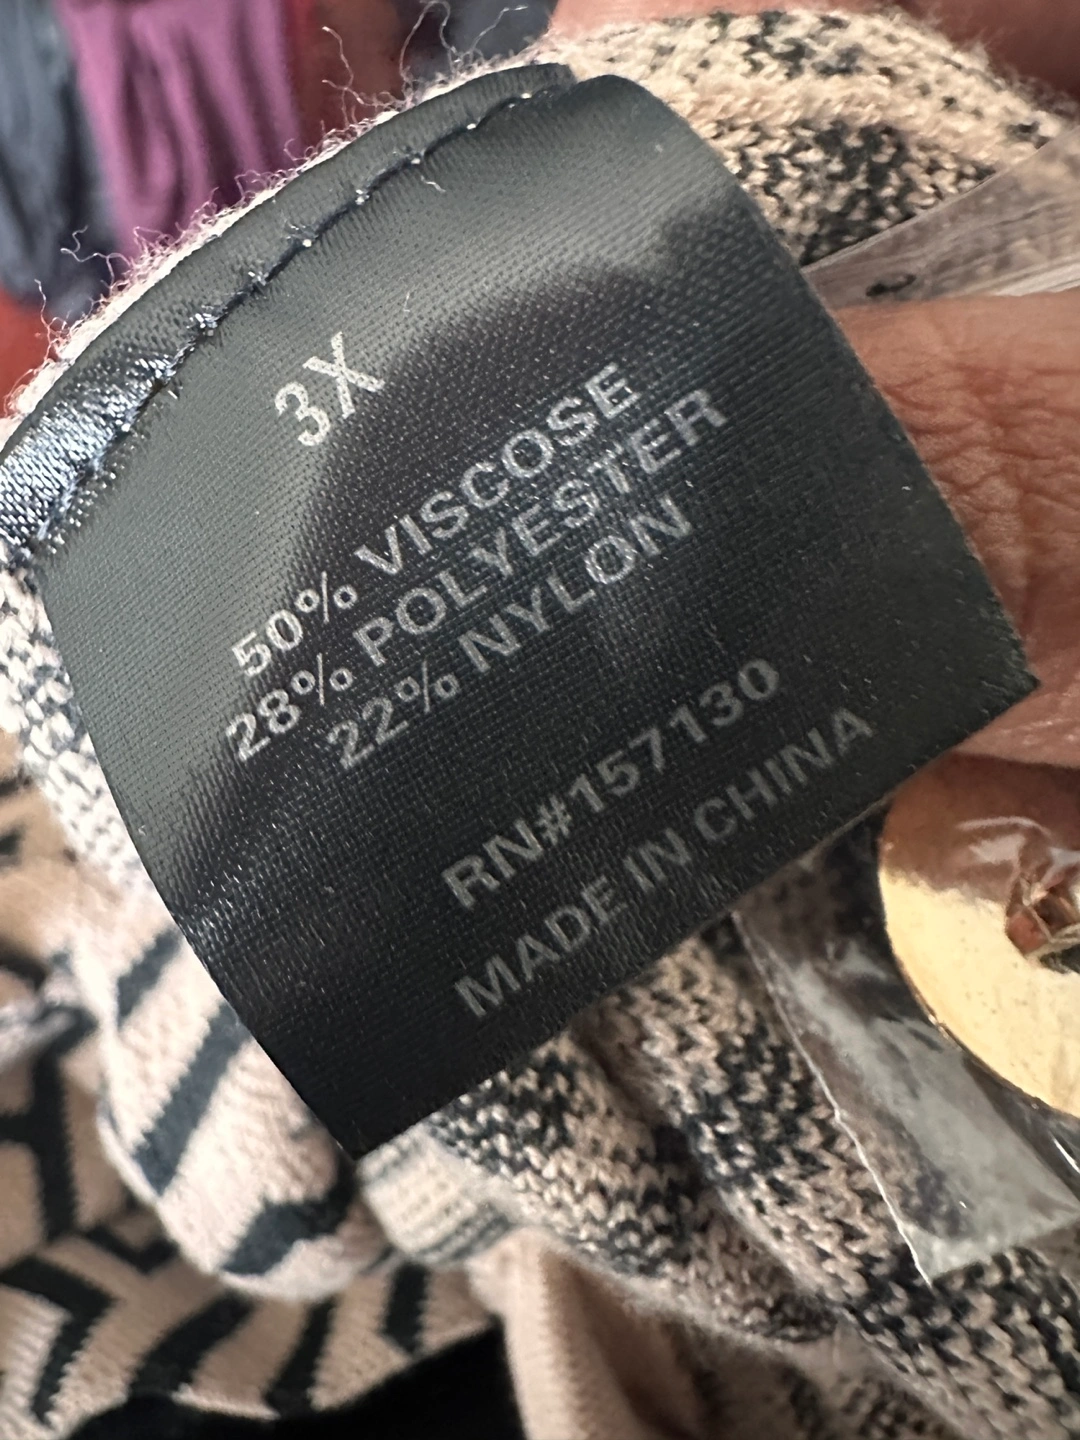 3X
50% VISCOSE
28% POLYESTER
22% NYLON
RN#157130
MADE IN CHINA